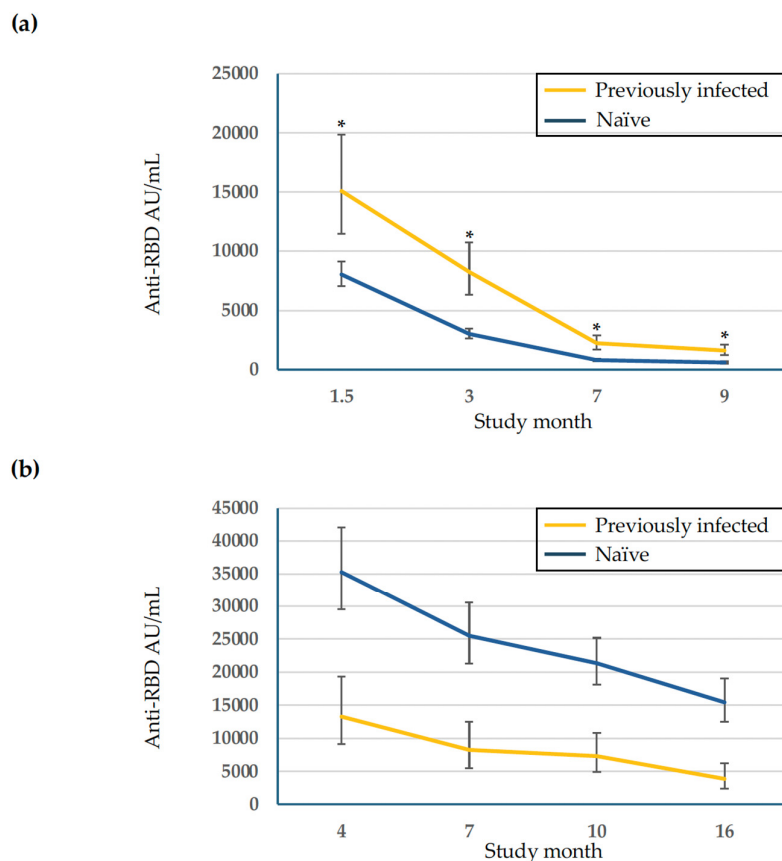 (a)
25000
20000
15000
10000
5000
0
Anti-RBD AU/mL
Previously infected
Naïve
*
*
*
*
1.5 3 7 9
Study month
(b)
45000
40000
35000
30000
25000
20000
15000
10000
5000
0
Anti-RBD AU/mL
Previously infected
Naïve
4 7 10 16
Study month